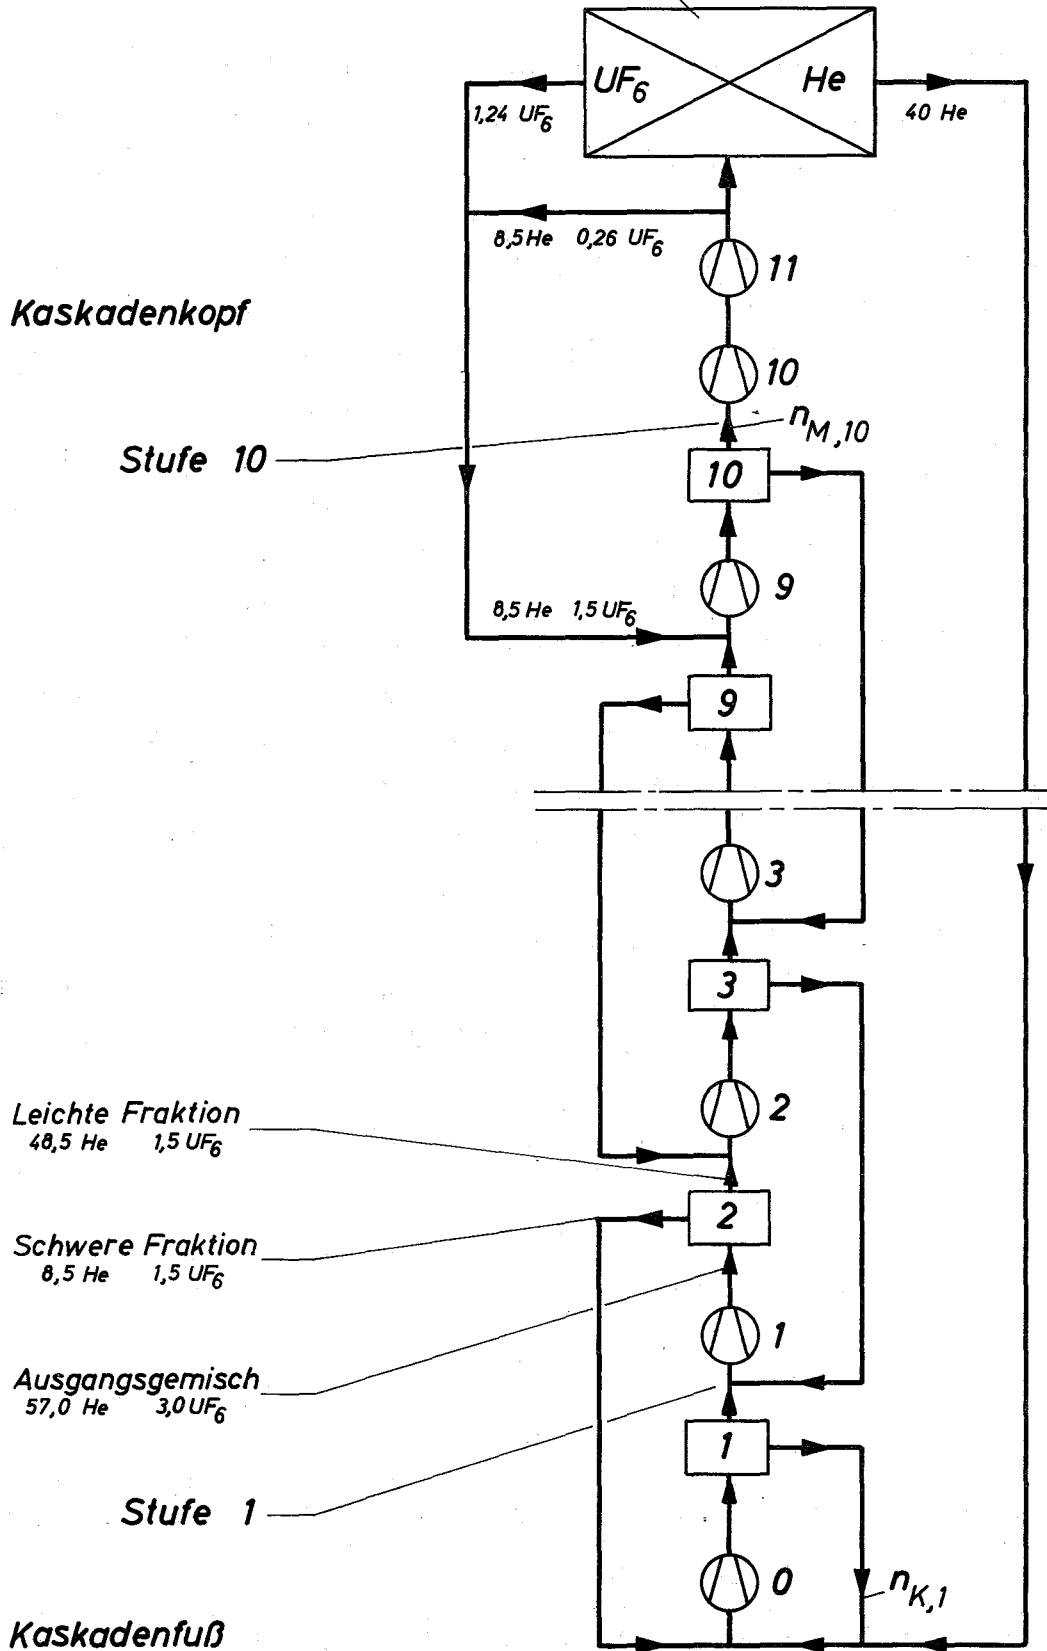 UF6 He
1,24 UF6
40 He
8,5 He 0,26 UF6
11
Kaskadenkopf
10
nM,10
Stufe 10
10
9
8,5 He 1,5 UF6
9
3
3
2
Leichte Fraktion
48,5 He 1,5 UF6
2
Schwere Fraktion
8,5 He 1,5 UF6
1
Ausgangsgemisch
57,0 He 3,0 UF6
1
Stufe 1
0
nK,1
Kaskadenfuß